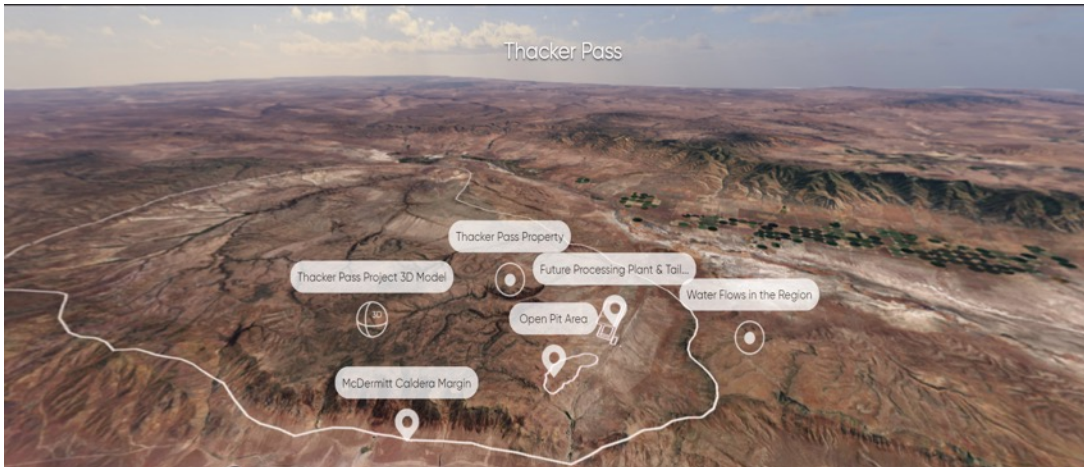 Thacker Pass
Thacker Pass Property
Future Processing Plant & Tail...
Thacker Pass Project 3D Model
Water Flows in the Region
Open Pit Area
3D
McDermitt Caldera Margin